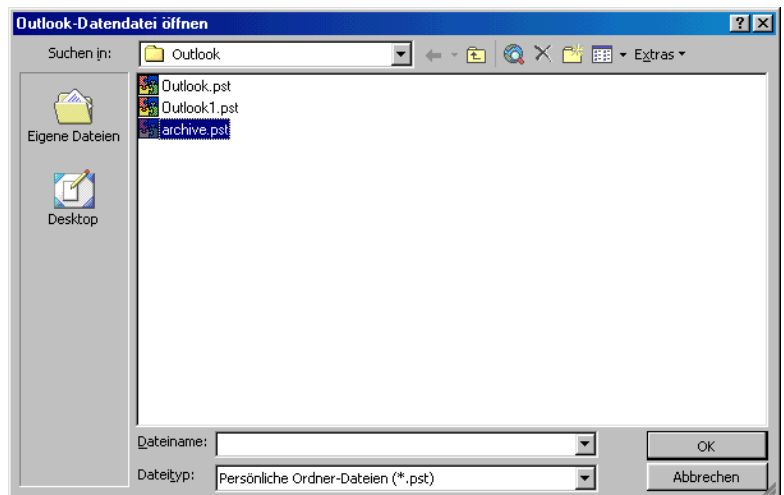 Outlook-Datendatei öffnen
Suchen in: Outlook Extras
Outlook.pst
Outlook1.pst
archive.pst
Eigene Dateien
Desktop
Dateiname: OK
Dateityp: Persönliche Ordner-Dateien (*.pst) Abbrechen